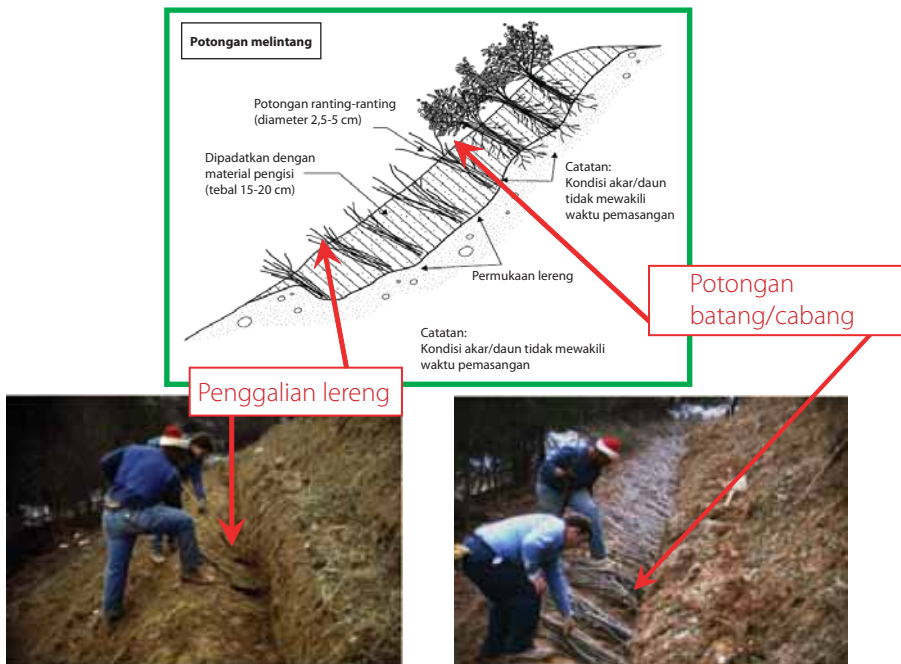 Potongan melintang
Potongan ranting-ranting
(diameter 2,5-5 cm)
Dipadatkan dengan
material pengisi
(tebal 15-20 cm)
Catatan:
Kondisi akar/daun
tidak mewakili
waktu pemasangan
Permukaan lereng
Potongan
batang/cabang
Catatan:
Kondisi akar/daun tidak mewakili
waktu pemasangan
Penggalian lereng